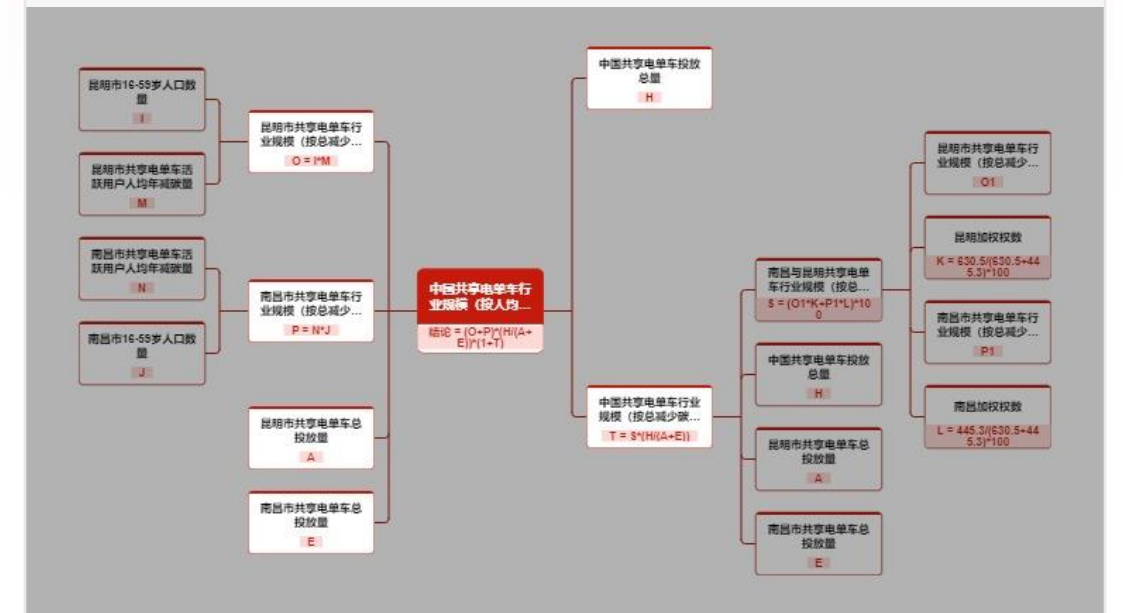 昆明市16-59岁人口数
量
I
昆明市共享电单车活
跃用户人均年减碳量
M
南昌市共享电单车活
跃用户人均年减碳量
N
南昌市16-59岁人口数
量
J
昆明市共享电单车行
业规模（按总减少...
O = I*M
南昌市共享电单车行
业规模（按总减少...
P = N*J
昆明市共享电单车总
投放量
A
南昌市共享电单车总
投放量
E
中国共享电单车行
业规模（按人均...
结论 = (O+P)*(H/(A+
E))*(1+T)
中国共享电单车投放
总量
H
中国共享电单车行业
规模（按总减少碳...
T = S*(H/(A+E))
南昌与昆明共享电单
车行业规模（按总...
S = (O1*K+P1*L)*10
0
中国共享电单车投放
总量
H
昆明市共享电单车总
投放量
A
南昌市共享电单车总
投放量
E
昆明市共享电单车行
业规模（按总减少...
O1
昆明加权权数
K = 630.5/(630.5+44
5.3)*100
南昌市共享电单车行
业规模（按总减少...
P1
南昌加权权数
L = 445.3/(630.5+44
5.3)*100